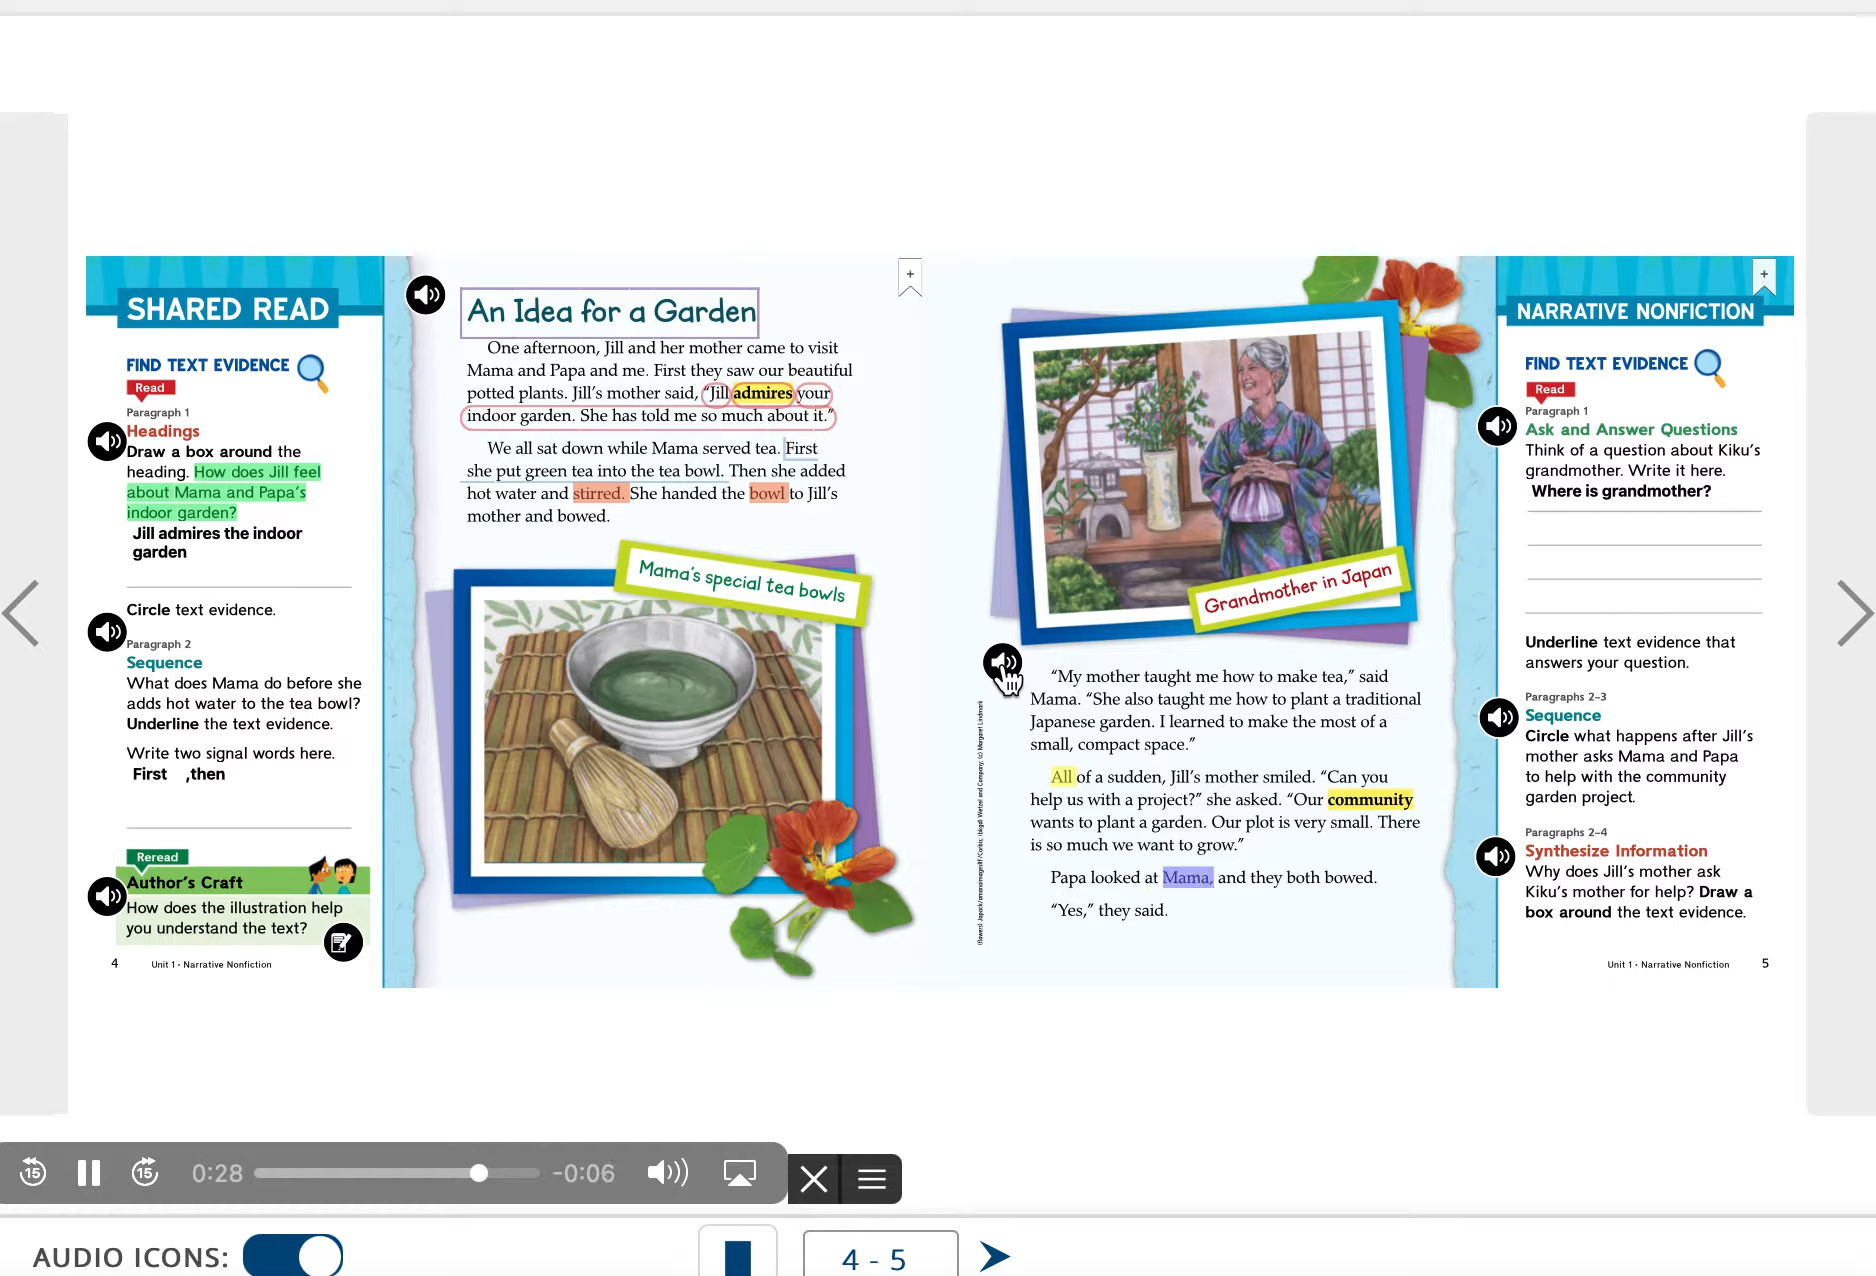 SHARED READ
FIND TEXT EVIDENCE
Read
Paragraph 1
Headings
Draw a box around the
heading. How does Jill feel
about Mama and Papa's
indoor garden?
Jill admires the indoor
garden
Circle text evidence.
Paragraph 2
Sequence
What does Mama do before she
adds hot water to the tea bowl?
Underline the text evidence.
Write two signal words here.
First ,then
Reread
Author's Craft
How does the illustration help
you understand the text?
4 Unit 1 · Narrative Nonfiction
An Idea for a Garden
One afternoon, Jill and her mother came to visit
Mama and Papa and me. First they saw our beautiful
potted plants. Jill's mother said, “Jill admires your
indoor garden. She has told me so much about it.”
We all sat down while Mama served tea. First
she put green tea into the tea bowl. Then she added
hot water and stirred. She handed the bowl to Jill's
mother and bowed.
Mama's special tea bowls
+
Grandmother in Japan
“My mother taught me how to make tea,” said
Mama. “She also taught me how to plant a traditional
Japanese garden. I learned to make the most of a
small, compact space.”
All of a sudden, Jill's mother smiled. “Can you
help us with a project?” she asked. “Our community
wants to plant a garden. Our plot is very small. There
is so much we want to grow.”
Papa looked at Mama, and they both bowed.
“Yes,” they said.
+
NARRATIVE NONFICTION
FIND TEXT EVIDENCE
Read
Paragraph 1
Ask and Answer Questions
Think of a question about Kiku's
grandmother. Write it here.
Where is grandmother?
Underline text evidence that
answers your question.
Paragraphs 2–3
Sequence
Circle what happens after Jill's
mother asks Mama and Papa
to help with the community
garden project.
Paragraphs 2–4
Synthesize Information
Why does Jill's mother ask
Kiku's mother for help? Draw a
box around the text evidence.
Unit 1 · Narrative Nonfiction 5
15 15 0:28 -0:06
AUDIO ICONS:
4 - 5